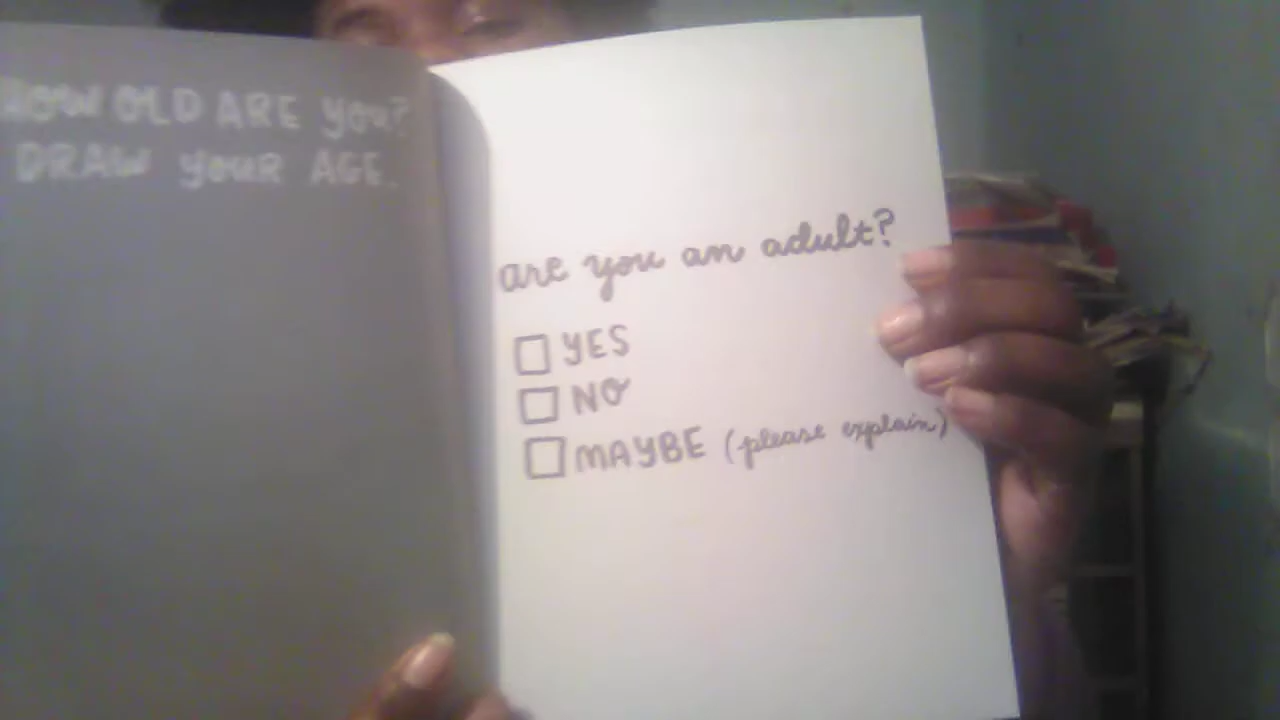 HOW OLD ARE you?
DRAW youR AGE.
are you an adult?
YES
NO
MAYBE (please explain)